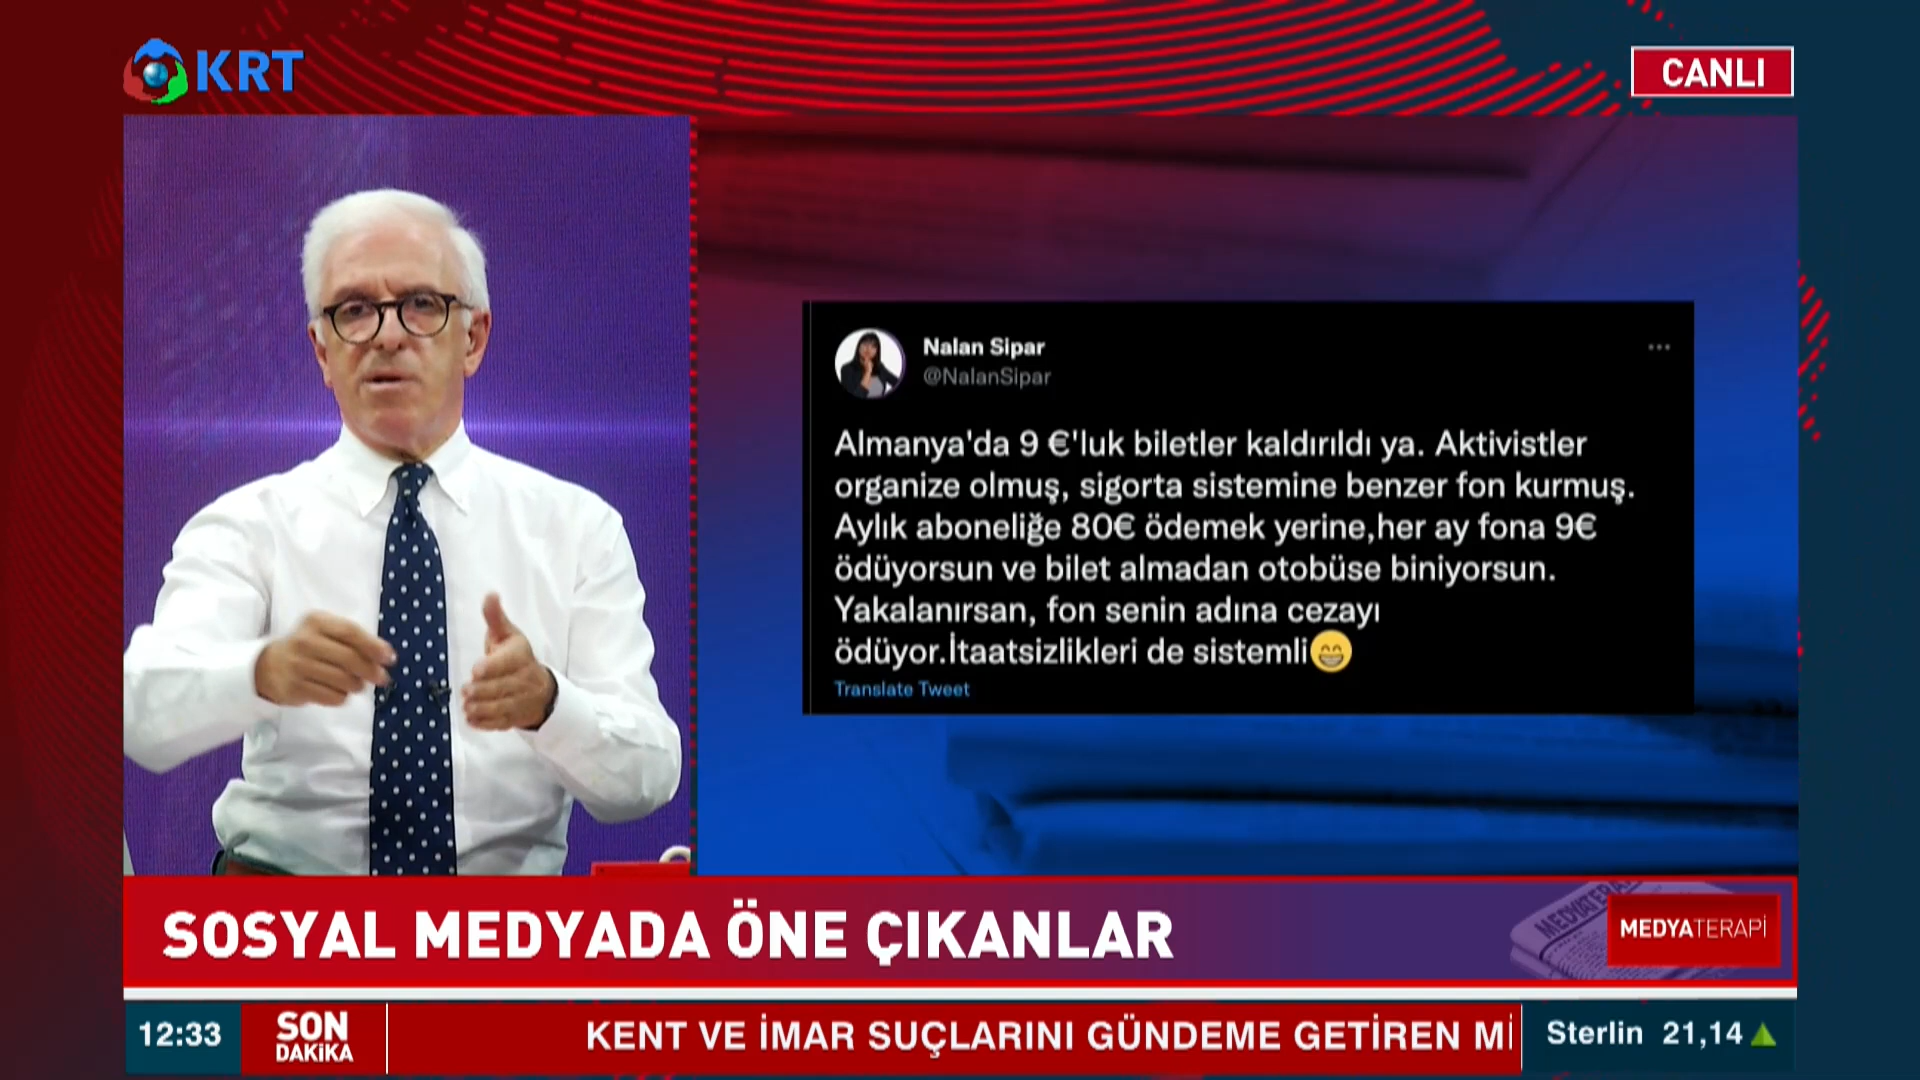 KRT
CANLI
Nalan Sipar
@NalanSipar
Almanya'da 9 €'luk biletler kaldırıldı ya. Aktivistler
organize olmuş, sigorta sistemine benzer fon kurmuş.
Aylık aboneliğe 80€ ödemek yerine,her ay fona 9€
ödüyorsun ve bilet almadan otobüse biniyorsun.
Yakalanırsan, fon senin adına cezayı
ödüyor.İtaatsizlikleri de sistemli😄
Translate Tweet
SOSYAL MEDYADA ÖNE ÇIKANLAR
MEDYATERAPİ
12:33
SON
DAKİKA
KENT VE İMAR SUÇLARINI GÜNDEME GETİREN Mİ
Sterlin 21,14